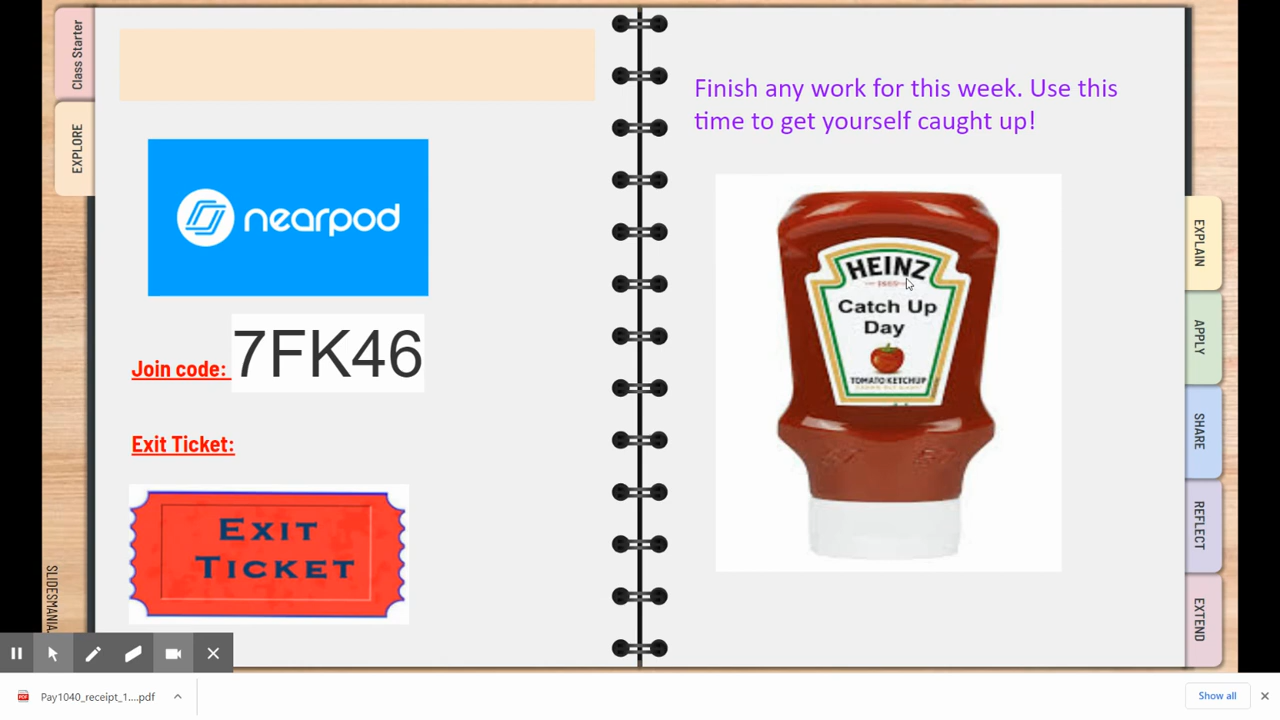 Class Starter
EXPLORE
nearpod
Join code: 7FK46
Exit Ticket:
EXIT
TICKET
SLIDESMANIA
Finish any work for this week. Use this
time to get yourself caught up!
HEINZ
Catch Up
Day
TOMATO KETCHUP
EXPLAIN
APPLY
SHARE
REFLECT
EXTEND
Pay1040_receipt_1....pdf
Show all